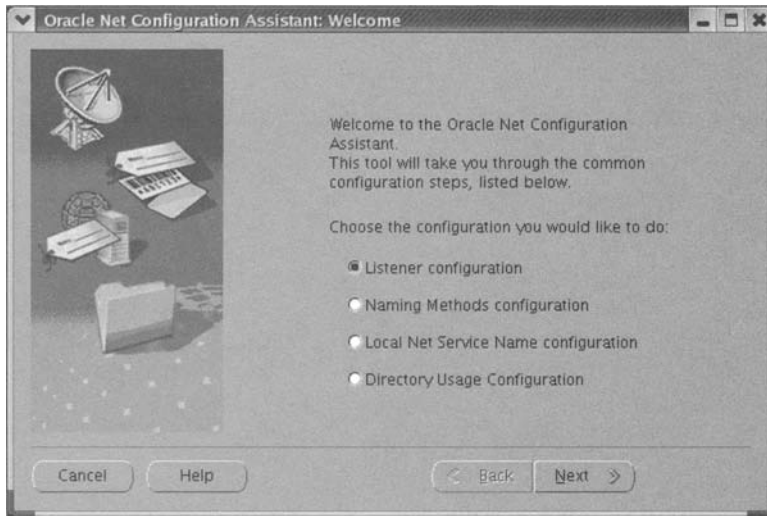 Oracle Net Configuration Assistant: Welcome
Welcome to the Oracle Net Configuration
Assistant.
This tool will take you through the common
configuration steps, listed below.
Choose the configuration you would like to do:
Listener configuration
Naming Methods configuration
Local Net Service Name configuration
Directory Usage Configuration
Cancel
Help
Back
Next